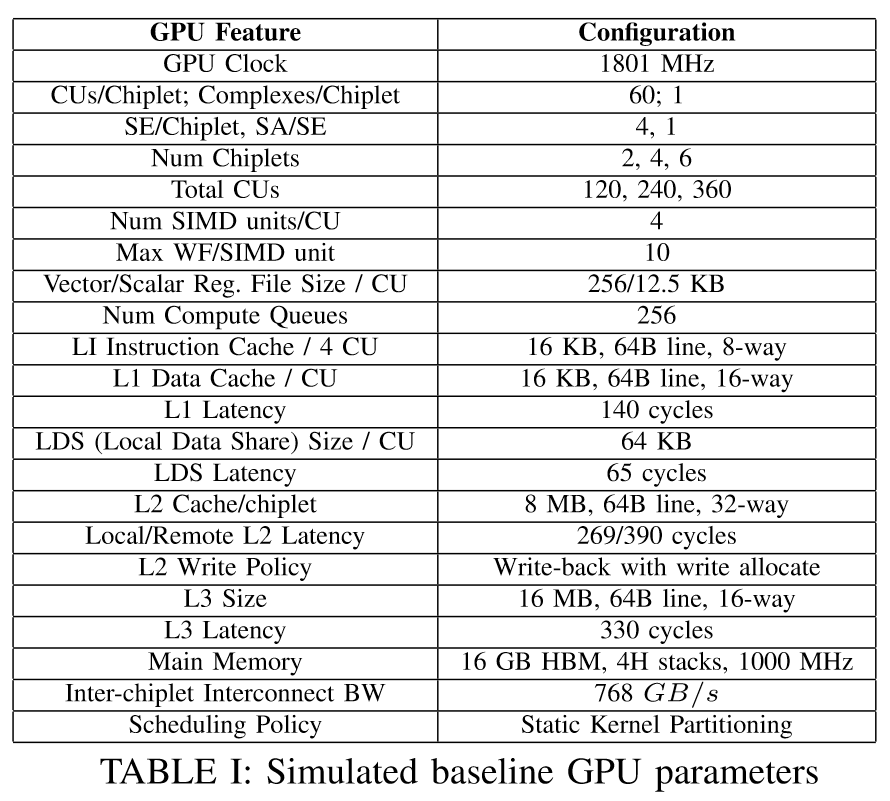 GPU Feature Configuration
GPU Clock 1801 MHz
CUs/Chiplet; Complexes/Chiplet 60; 1
SE/Chiplet, SA/SE 4, 1
Num Chiplets 2, 4, 6
Total CUs 120, 240, 360
Num SIMD units/CU 4
Max WF/SIMD unit 10
Vector/Scalar Reg. File Size / CU 256/12.5 KB
Num Compute Queues 256
LI Instruction Cache / 4 CU 16 KB, 64B line, 8-way
L1 Data Cache / CU 16 KB, 64B line, 16-way
L1 Latency 140 cycles
LDS (Local Data Share) Size / CU 64 KB
LDS Latency 65 cycles
L2 Cache/chiplet 8 MB, 64B line, 32-way
Local/Remote L2 Latency 269/390 cycles
L2 Write Policy Write-back with write allocate
L3 Size 16 MB, 64B line, 16-way
L3 Latency 330 cycles
Main Memory 16 GB HBM, 4H stacks, 1000 MHz
Inter-chiplet Interconnect BW 768 GB/s
Scheduling Policy Static Kernel Partitioning
TABLE I: Simulated baseline GPU parameters